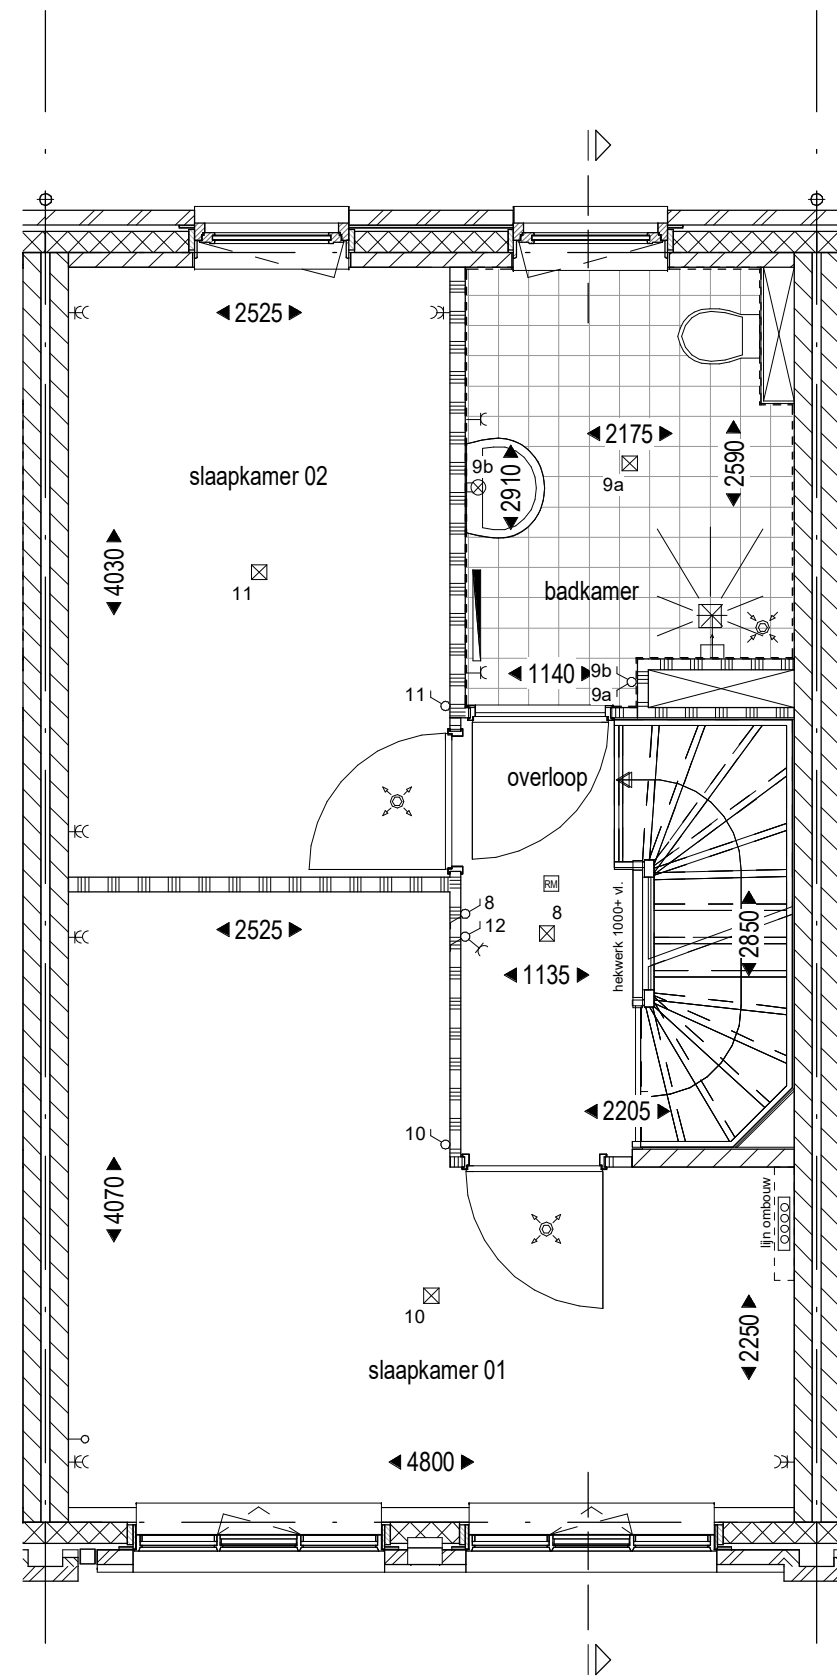 2525
2175
2590
9b
9a
2910
slaapkamer 02
4030
11
badkamer
1140
9b
9a
11
overloop
RM
8
8
12
2525
hekwerk 1000+ vl.
2850
1135
2205
10
4070
lijn ombouw
10
2250
slaapkamer 01
4800